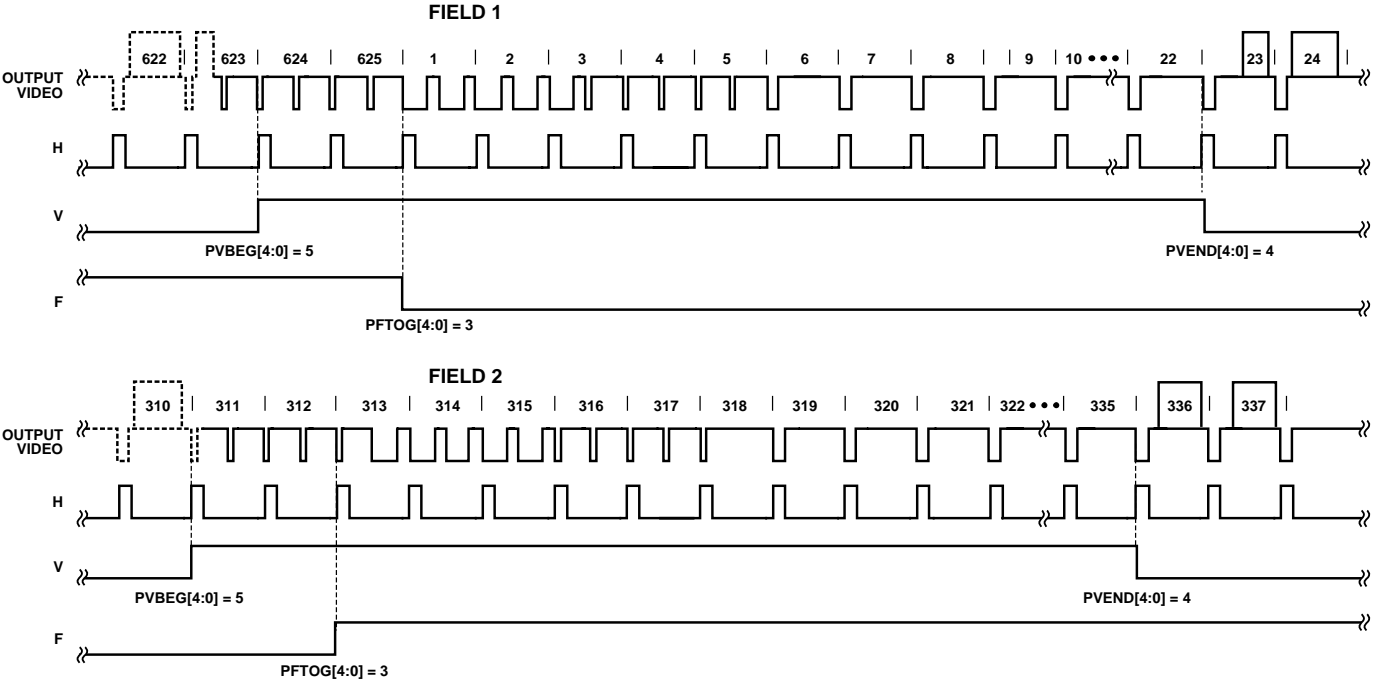 FIELD 1
622 623 624 625 1 2 3 4 5 6 7 8 9 10 ••• 22 23 24
OUTPUT
VIDEO
H
V
PVBEG[4:0] = 5
PVEND[4:0] = 4
F
PFTOG[4:0] = 3
FIELD 2
310 311 312 313 314 315 316 317 318 319 320 321 322 ••• 335 336 337
OUTPUT
VIDEO
H
V
PVBEG[4:0] = 5
PVEND[4:0] = 4
F
PFTOG[4:0] = 3